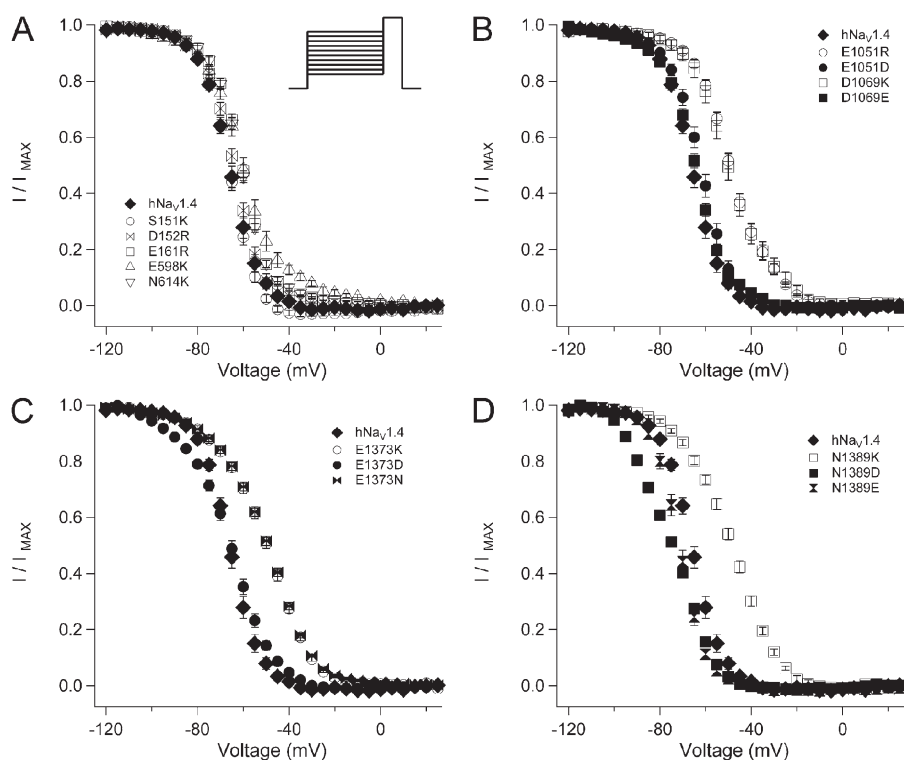 A
1.0
0.8
0.6
0.4
0.2
0.0
I / I MAX
hNaV1.4
S151K
D152R
E161R
E598K
N614K
-120
-80
-40
0
Voltage (mV)
B
1.0
0.8
0.6
0.4
0.2
0.0
I / I MAX
hNaV1.4
E1051R
E1051D
D1069K
D1069E
-120
-80
-40
0
Voltage (mV)
C
1.0
0.8
0.6
0.4
0.2
0.0
I / I MAX
hNaV1.4
E1373K
E1373D
E1373N
-120
-80
-40
0
Voltage (mV)
D
1.0
0.8
0.6
0.4
0.2
0.0
I / I MAX
hNaV1.4
N1389K
N1389D
N1389E
-120
-80
-40
0
Voltage (mV)